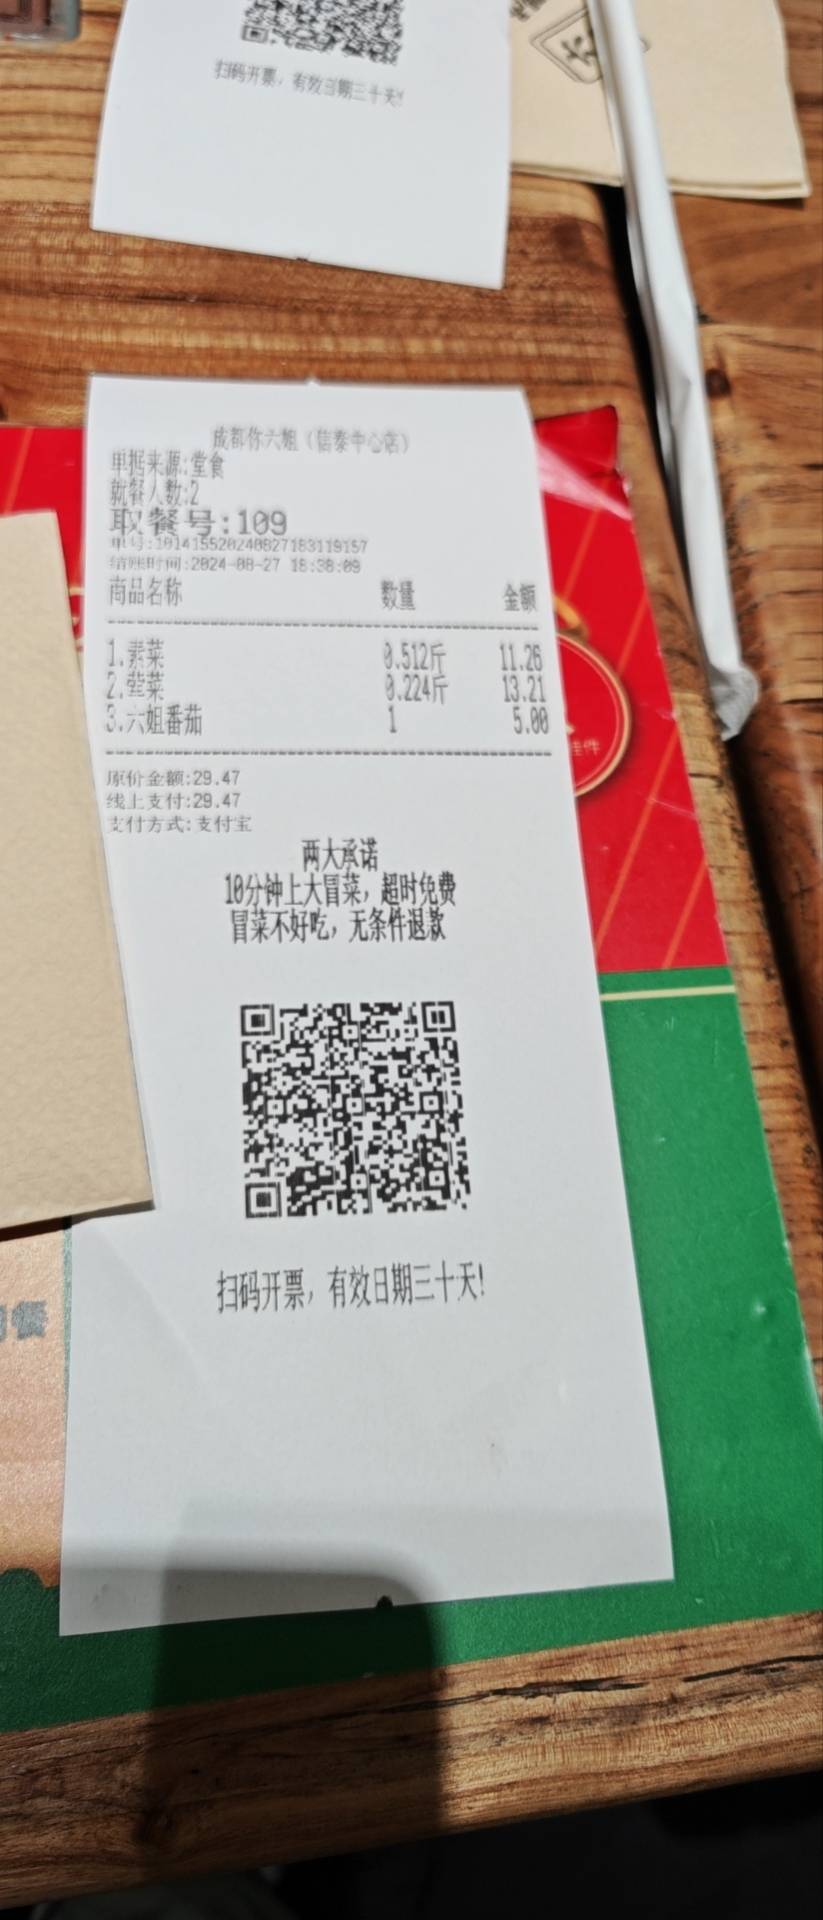 扫码开票，有效日期三十天!
成都你六姐（信泰中心店）
单据来源:堂食
就餐人数:2
取餐号:109
单号:10141552024082718311​9157
结账时间:2024-08-27 18:38:09
商品名称 数量 金额
1.素菜 0.512斤 11.26
2.荤菜 0.224斤 13.21
3.六姐番茄 1 5.00
原价金额:29.47
线上支付:29.47
支付方式:支付宝
两大承诺
10分钟上大冒菜，超时免费
冒菜不好吃，无条件退款
扫码开票，有效日期三十天!
挂件
餐